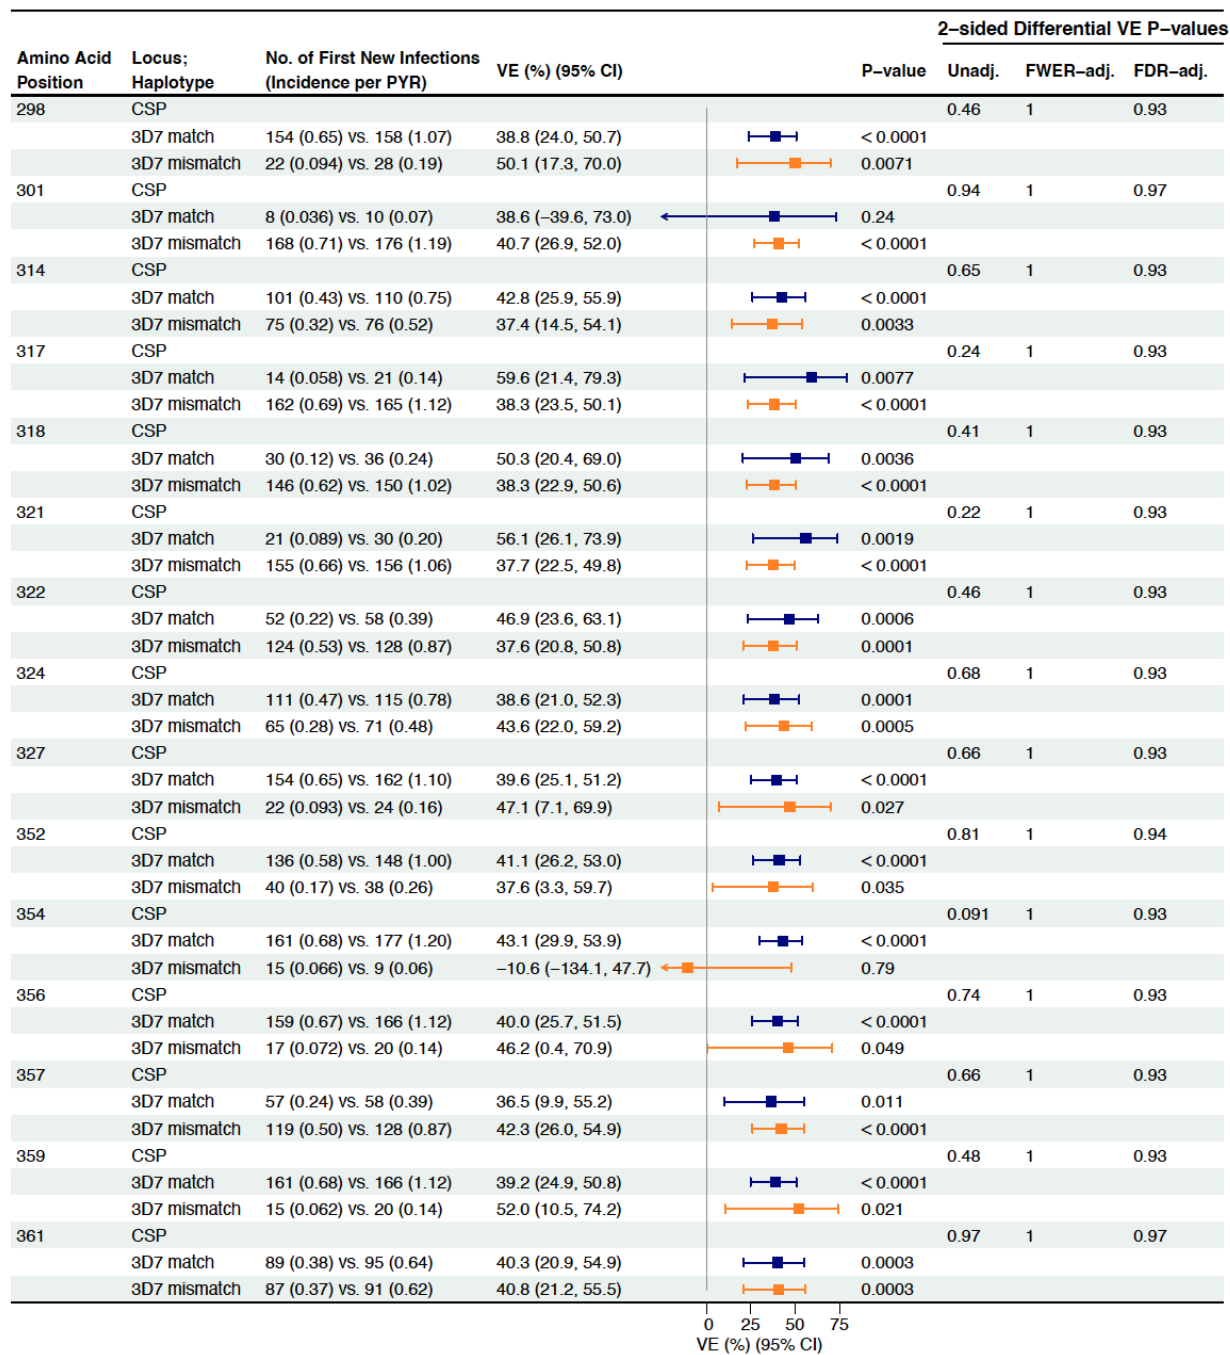 2–sided Differential VE P–values
Amino Acid Position Locus; Haplotype No. of First New Infections (Incidence per PYR) VE (%) (95% CI) P–value Unadj. FWER–adj. FDR–adj.
298 CSP 0.46 1 0.93
3D7 match 154 (0.65) vs. 158 (1.07) 38.8 (24.0, 50.7) < 0.0001
3D7 mismatch 22 (0.094) vs. 28 (0.19) 50.1 (17.3, 70.0) 0.0071
301 CSP 0.94 1 0.97
3D7 match 8 (0.036) vs. 10 (0.07) 38.6 (–39.6, 73.0) 0.24
3D7 mismatch 168 (0.71) vs. 176 (1.19) 40.7 (26.9, 52.0) < 0.0001
314 CSP 0.65 1 0.93
3D7 match 101 (0.43) vs. 110 (0.75) 42.8 (25.9, 55.9) < 0.0001
3D7 mismatch 75 (0.32) vs. 76 (0.52) 37.4 (14.5, 54.1) 0.0033
317 CSP 0.24 1 0.93
3D7 match 14 (0.058) vs. 21 (0.14) 59.6 (21.4, 79.3) 0.0077
3D7 mismatch 162 (0.69) vs. 165 (1.12) 38.3 (23.5, 50.1) < 0.0001
318 CSP 0.41 1 0.93
3D7 match 30 (0.12) vs. 36 (0.24) 50.3 (20.4, 69.0) 0.0036
3D7 mismatch 146 (0.62) vs. 150 (1.02) 38.3 (22.9, 50.6) < 0.0001
321 CSP 0.22 1 0.93
3D7 match 21 (0.089) vs. 30 (0.20) 56.1 (26.1, 73.9) 0.0019
3D7 mismatch 155 (0.66) vs. 156 (1.06) 37.7 (22.5, 49.8) < 0.0001
322 CSP 0.46 1 0.93
3D7 match 52 (0.22) vs. 58 (0.39) 46.9 (23.6, 63.1) 0.0006
3D7 mismatch 124 (0.53) vs. 128 (0.87) 37.6 (20.8, 50.8) 0.0001
324 CSP 0.68 1 0.93
3D7 match 111 (0.47) vs. 115 (0.78) 38.6 (21.0, 52.3) 0.0001
3D7 mismatch 65 (0.28) vs. 71 (0.48) 43.6 (22.0, 59.2) 0.0005
327 CSP 0.66 1 0.93
3D7 match 154 (0.65) vs. 162 (1.10) 39.6 (25.1, 51.2) < 0.0001
3D7 mismatch 22 (0.093) vs. 24 (0.16) 47.1 (7.1, 69.9) 0.027
352 CSP 0.81 1 0.94
3D7 match 136 (0.58) vs. 148 (1.00) 41.1 (26.2, 53.0) < 0.0001
3D7 mismatch 40 (0.17) vs. 38 (0.26) 37.6 (3.3, 59.7) 0.035
354 CSP 0.091 1 0.93
3D7 match 161 (0.68) vs. 177 (1.20) 43.1 (29.9, 53.9) < 0.0001
3D7 mismatch 15 (0.066) vs. 9 (0.06) –10.6 (–134.1, 47.7) 0.79
356 CSP 0.74 1 0.93
3D7 match 159 (0.67) vs. 166 (1.12) 40.0 (25.7, 51.5) < 0.0001
3D7 mismatch 17 (0.072) vs. 20 (0.14) 46.2 (0.4, 70.9) 0.049
357 CSP 0.66 1 0.93
3D7 match 57 (0.24) vs. 58 (0.39) 36.5 (9.9, 55.2) 0.011
3D7 mismatch 119 (0.50) vs. 128 (0.87) 42.3 (26.0, 54.9) < 0.0001
359 CSP 0.48 1 0.93
3D7 match 161 (0.68) vs. 166 (1.12) 39.2 (24.9, 50.8) < 0.0001
3D7 mismatch 15 (0.062) vs. 20 (0.14) 52.0 (10.5, 74.2) 0.021
361 CSP 0.97 1 0.97
3D7 match 89 (0.38) vs. 95 (0.64) 40.3 (20.9, 54.9) 0.0003
3D7 mismatch 87 (0.37) vs. 91 (0.62) 40.8 (21.2, 55.5) 0.0003
0 25 50 75
VE (%) (95% CI)